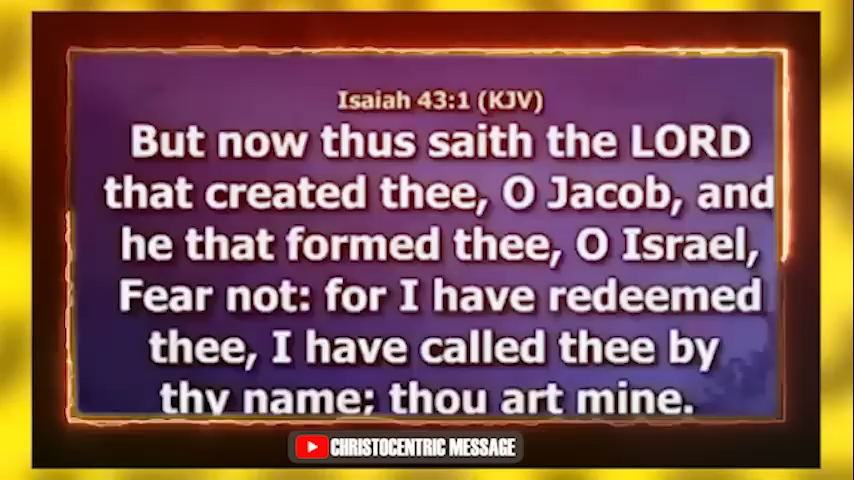 Isaiah 43:1 (KJV)
But now thus saith the LORD
that created thee, O Jacob, and
he that formed thee, O Israel,
Fear not: for I have redeemed
thee, I have called thee by
thy name; thou art mine.
CHRISTOCENTRIC MESSAGE